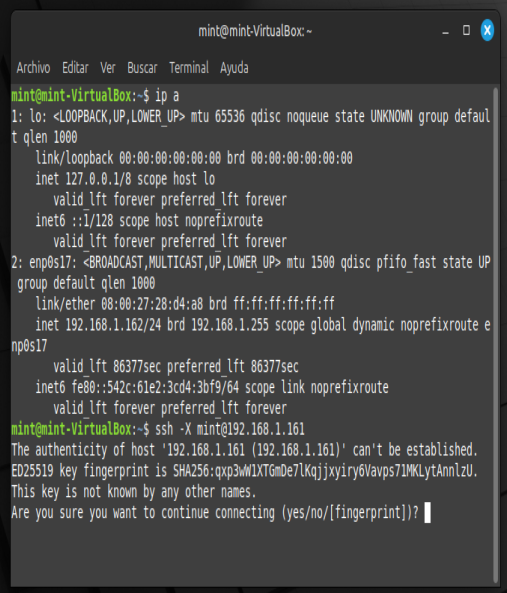 mint@mint-VirtualBox: ~
Archivo Editar Ver Buscar Terminal Ayuda
mint@mint-VirtualBox:~$ ip a
1: lo: <LOOPBACK,UP,LOWER_UP> mtu 65536 qdisc noqueue state UNKNOWN group defaul
t qlen 1000
    link/loopback 00:00:00:00:00:00 brd 00:00:00:00:00:00
    inet 127.0.0.1/8 scope host lo
       valid_lft forever preferred_lft forever
    inet6 ::1/128 scope host noprefixroute
       valid_lft forever preferred_lft forever
2: enp0s17: <BROADCAST,MULTICAST,UP,LOWER_UP> mtu 1500 qdisc pfifo_fast state UP
 group default qlen 1000
    link/ether 08:00:27:28:d4:a8 brd ff:ff:ff:ff:ff:ff
    inet 192.168.1.162/24 brd 192.168.1.255 scope global dynamic noprefixroute e
np0s17
       valid_lft 86377sec preferred_lft 86377sec
    inet6 fe80::542c:61e2:3cd4:3bf9/64 scope link noprefixroute
       valid_lft forever preferred_lft forever
mint@mint-VirtualBox:~$ ssh -X mint@192.168.1.161
The authenticity of host '192.168.1.161 (192.168.1.161)' can't be established.
ED25519 key fingerprint is SHA256:qxp3wW1XTGmDe7lKqjjxyiry6Vavps71MKLytAnnlzU.
This key is not known by any other names.
Are you sure you want to continue connecting (yes/no/[fingerprint])?